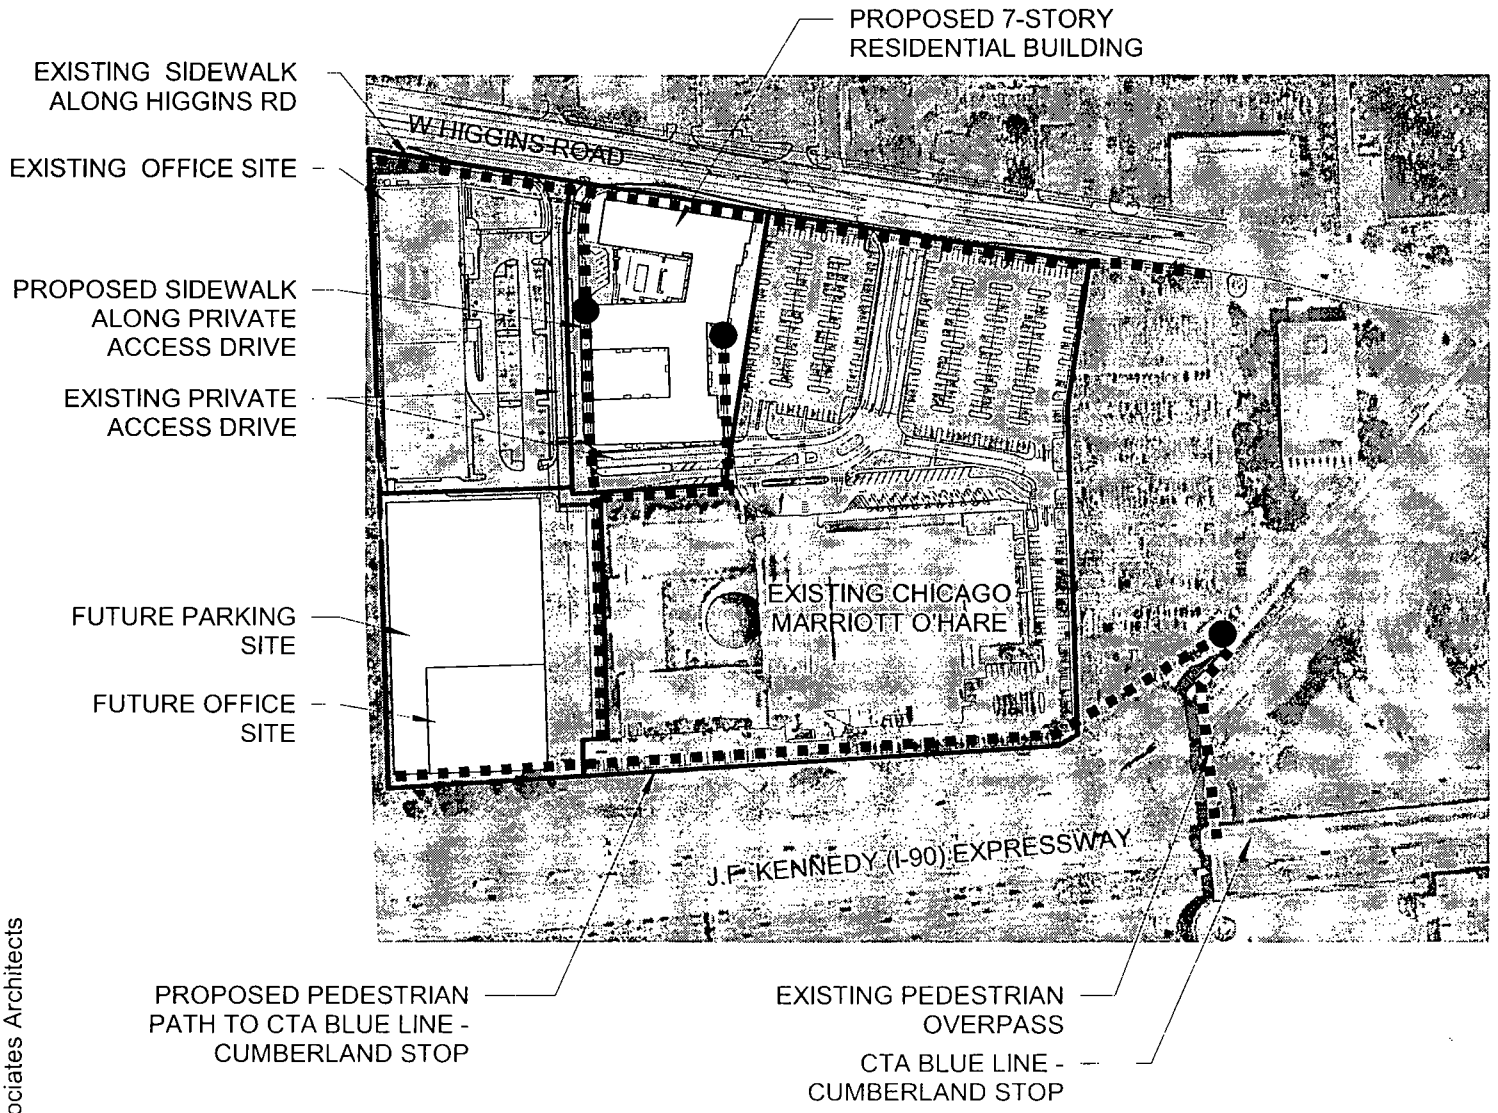 PROPOSED 7-STORY
RESIDENTIAL BUILDING
EXISTING SIDEWALK
ALONG HIGGINS RD
W HIGGINS ROAD
EXISTING OFFICE SITE
PROPOSED SIDEWALK
ALONG PRIVATE
ACCESS DRIVE
EXISTING PRIVATE
ACCESS DRIVE
EXISTING CHICAGO
MARRIOTT O'HARE
FUTURE PARKING
SITE
FUTURE OFFICE
SITE
J.F. KENNEDY (I-90) EXPRESSWAY
PROPOSED PEDESTRIAN
PATH TO CTA BLUE LINE -
CUMBERLAND STOP
EXISTING PEDESTRIAN
OVERPASS
CTA BLUE LINE -
CUMBERLAND STOP
ociates Architects